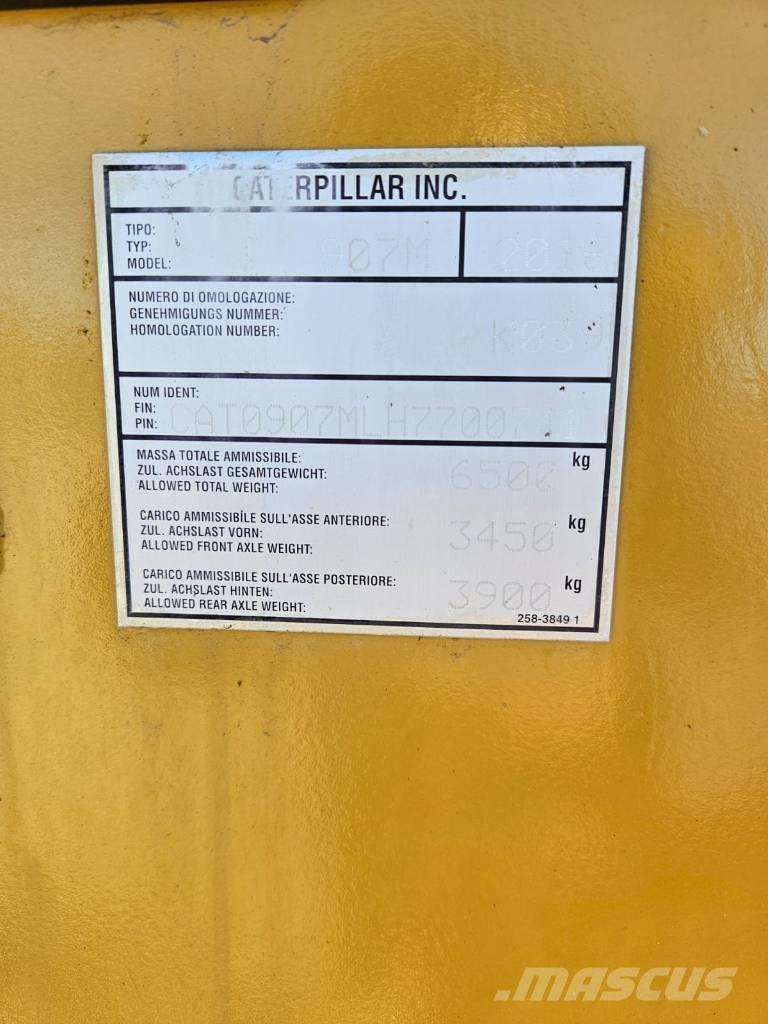 CATERPILLAR INC.
TIPO:
TYP:
MODEL: 907M
NUMERO DI OMOLOGAZIONE:
GENEHMIGUNGS NUMMER:
HOMOLOGATION NUMBER:
NUM IDENT:
FIN:
PIN:
MASSA TOTALE AMMISSIBILE:
ZUL. ACHSLAST GESAMTGEWICHT:
ALLOWED TOTAL WEIGHT: 6500 kg
CARICO AMMISSIBILE SULL'ASSE ANTERIORE:
ZUL. ACHSLAST VORN:
ALLOWED FRONT AXLE WEIGHT: 3450 kg
CARICO AMMISSIBILE SULL'ASSE POSTERIORE:
ZUL. ACHSLAST HINTEN:
ALLOWED REAR AXLE WEIGHT: 3900 kg
258-3849 1
MASCUS